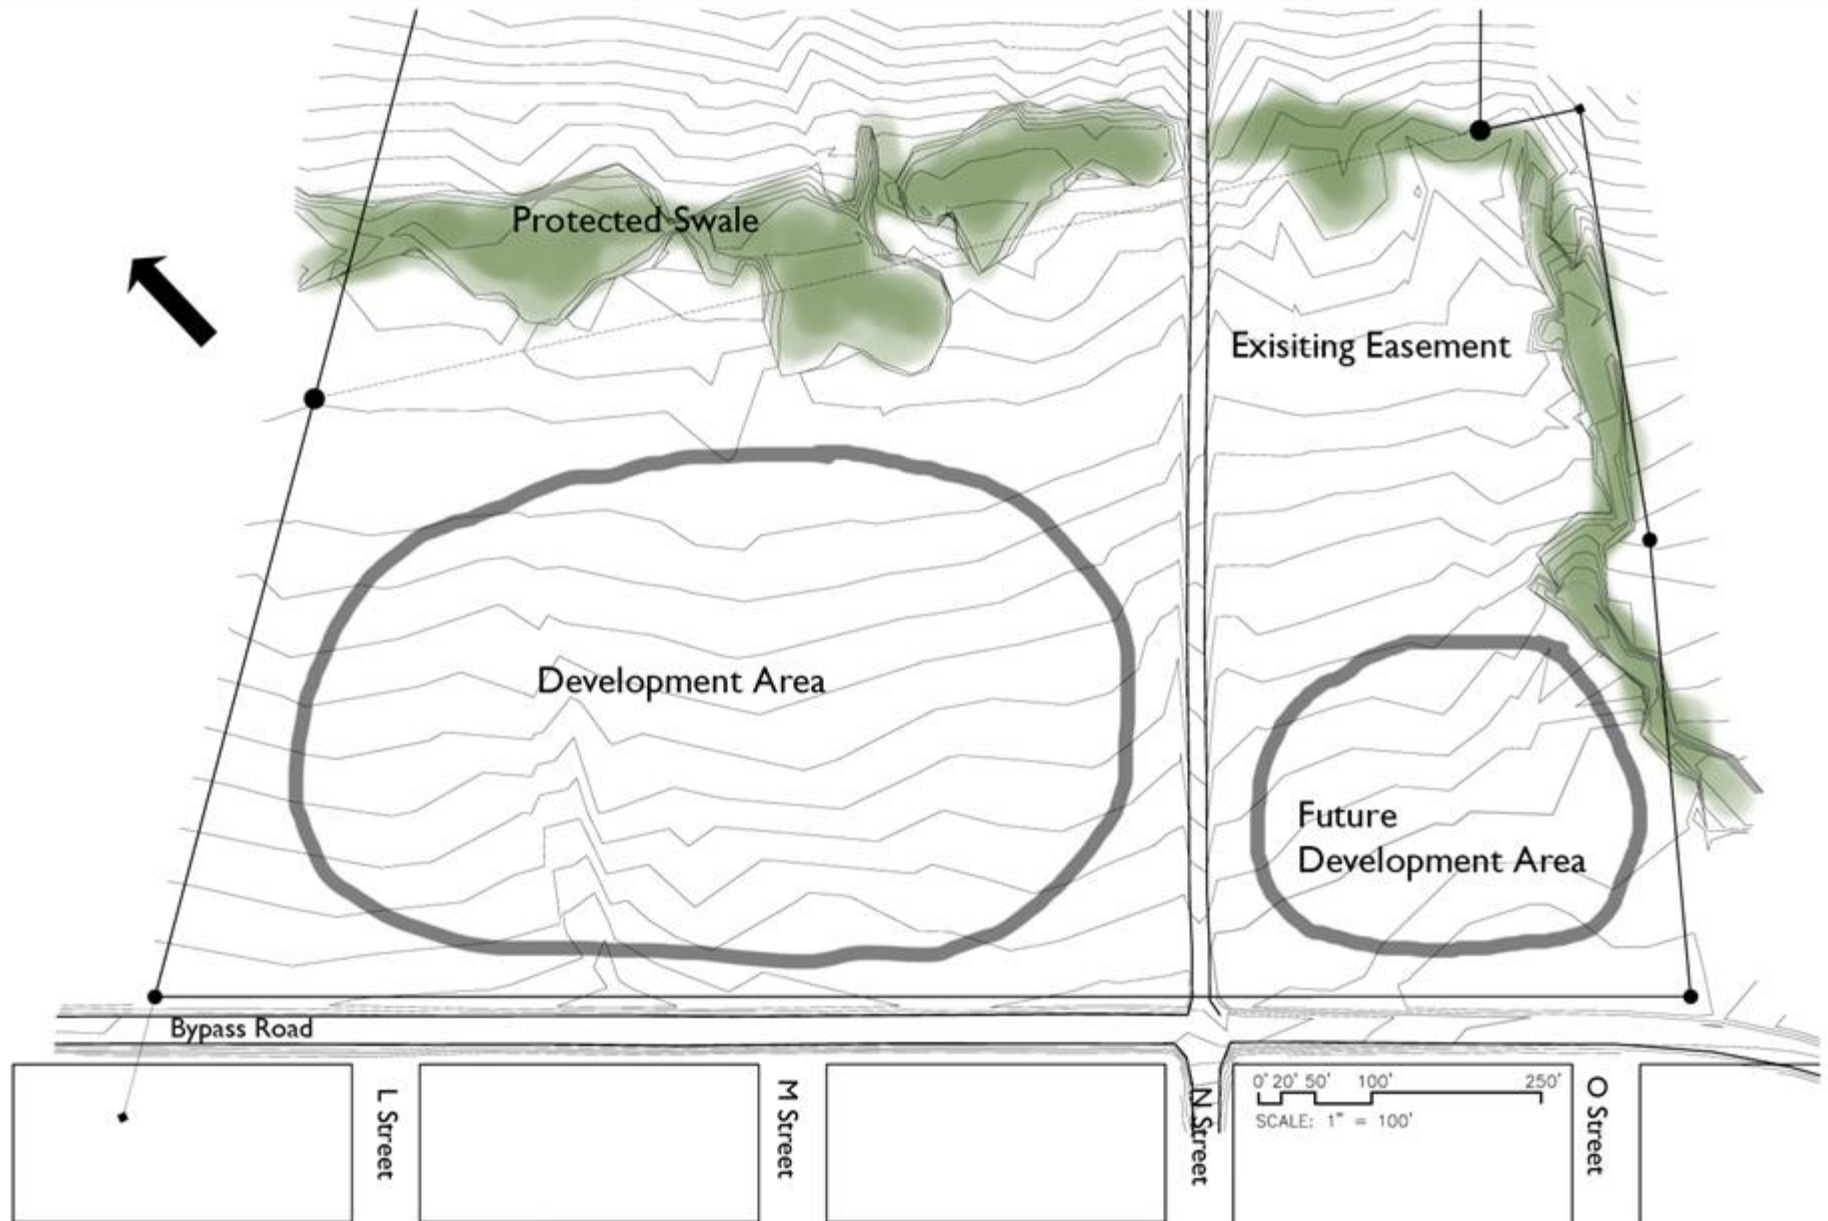 Protected Swale
Exisiting Easement
Development Area
Future
Development Area
Bypass Road
L Street
M Street
N Street
O Street
0' 20' 50' 100' 250'
SCALE: 1" = 100'